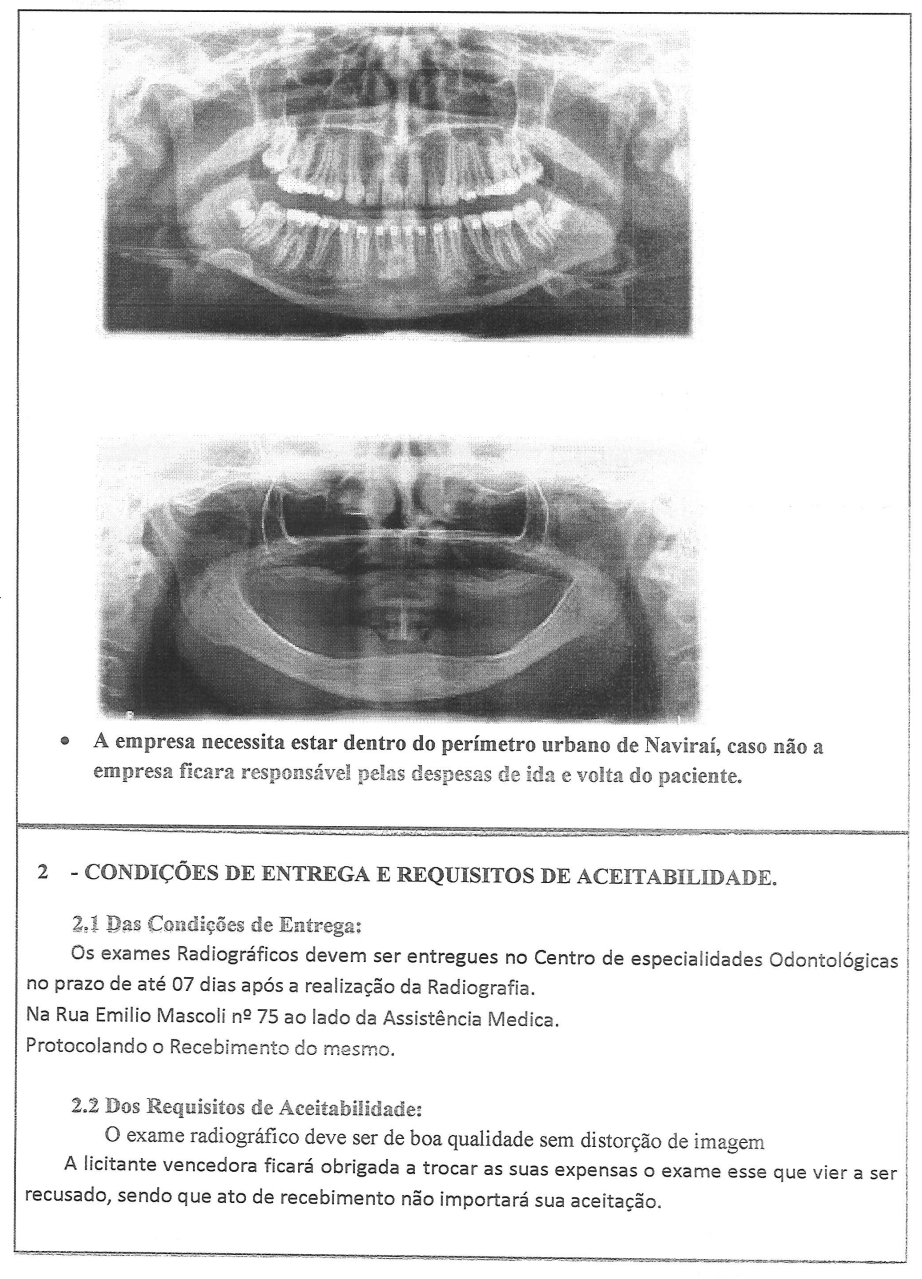 • A empresa necessita estar dentro do perímetro urbano de Naviraí, caso não a
empresa ficara responsável pelas despesas de ida e volta do paciente.
2 - CONDIÇÕES DE ENTREGA E REQUISITOS DE ACEITABILIDADE.
2.1 Das Condições de Entrega:
Os exames Radiográficos devem ser entregues no Centro de especialidades Odontológicas
no prazo de até 07 dias após a realização da Radiografia.
Na Rua Emilio Mascoli nº 75 ao lado da Assistência Medica.
Protocolando o Recebimento do mesmo.
2.2 Dos Requisitos de Aceitabilidade:
O exame radiográfico deve ser de boa qualidade sem distorção de imagem
A licitante vencedora ficará obrigada a trocar as suas expensas o exame esse que vier a ser
recusado, sendo que ato de recebimento não importará sua aceitação.